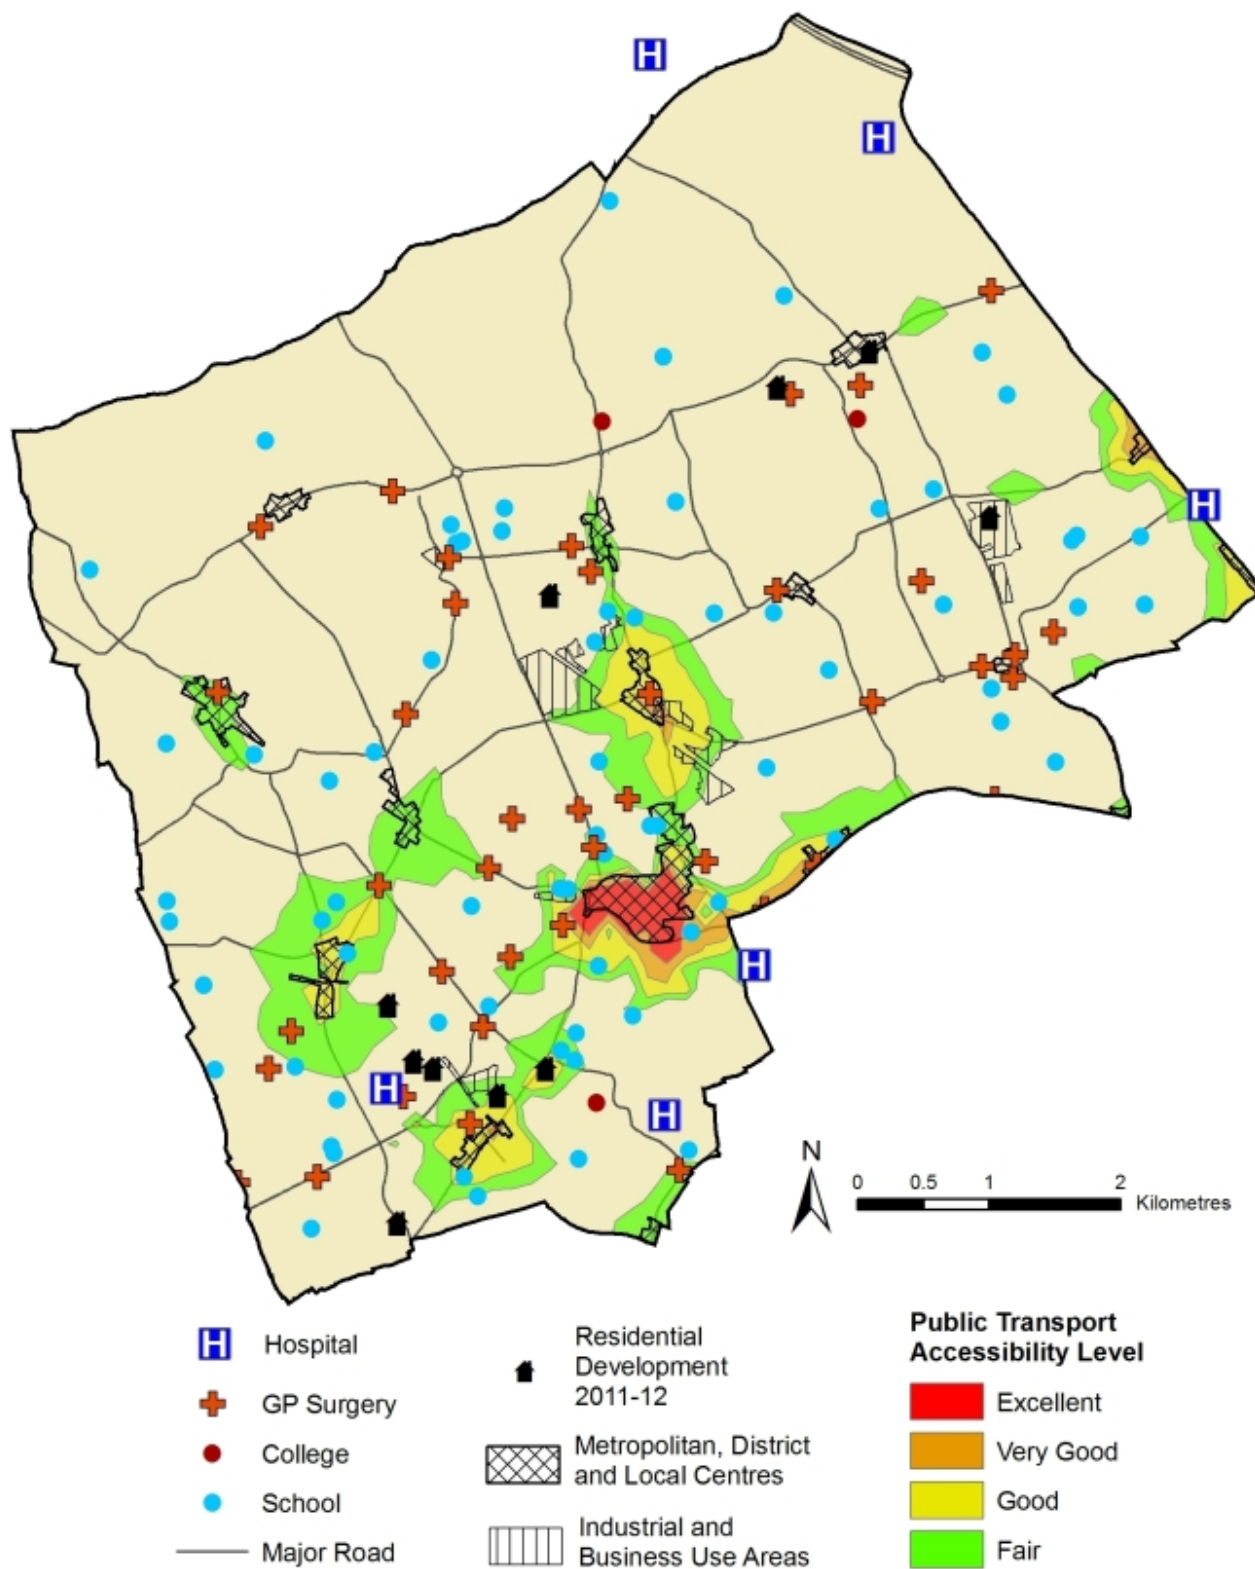 H
H
H
H
H
H
N
0 0.5 1 2
Kilometres
H Hospital
GP Surgery
College
School
Major Road
Residential
Development
2011-12
Metropolitan, District
and Local Centres
Industrial and
Business Use Areas
Public Transport
Accessibility Level
Excellent
Very Good
Good
Fair